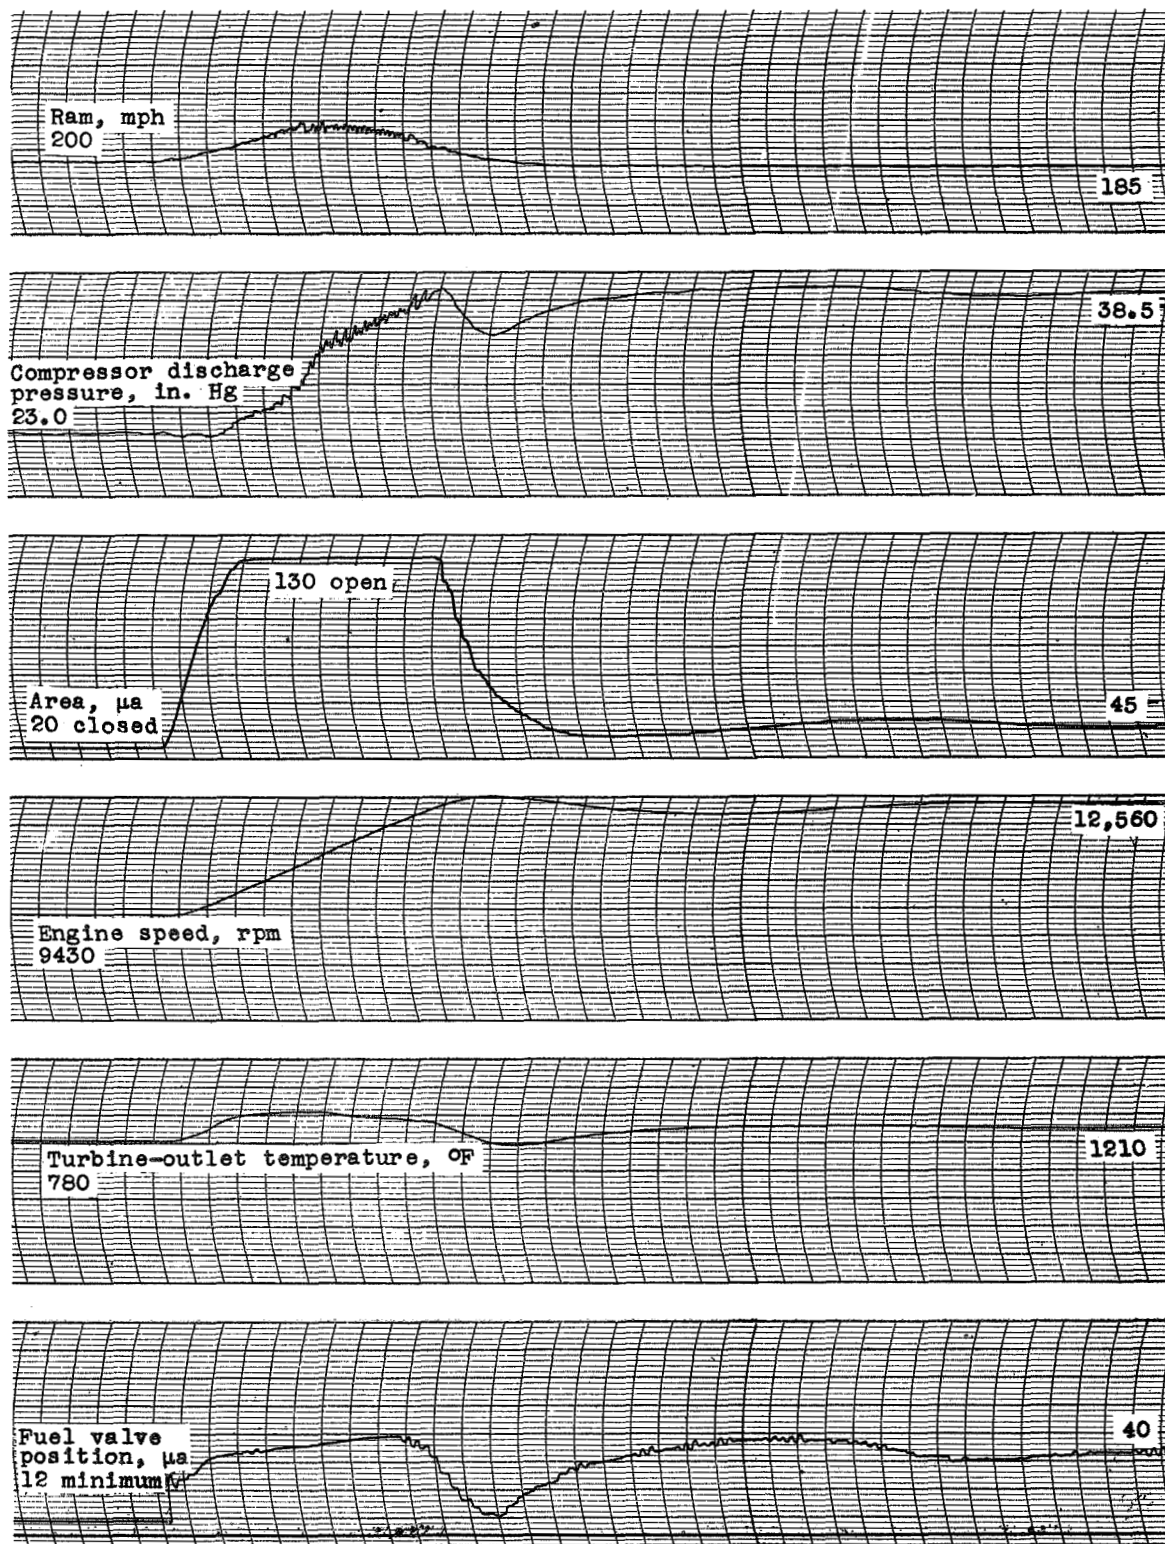 Ram, mph
200
185
38.5
Compressor discharge
pressure, in. Hg
23.0
130 open
Area, μa
20 closed
45
12,560
Engine speed, rpm
9430
Turbine-outlet temperature, °F
780
1210
Fuel valve
position, μa
12 minimum
40